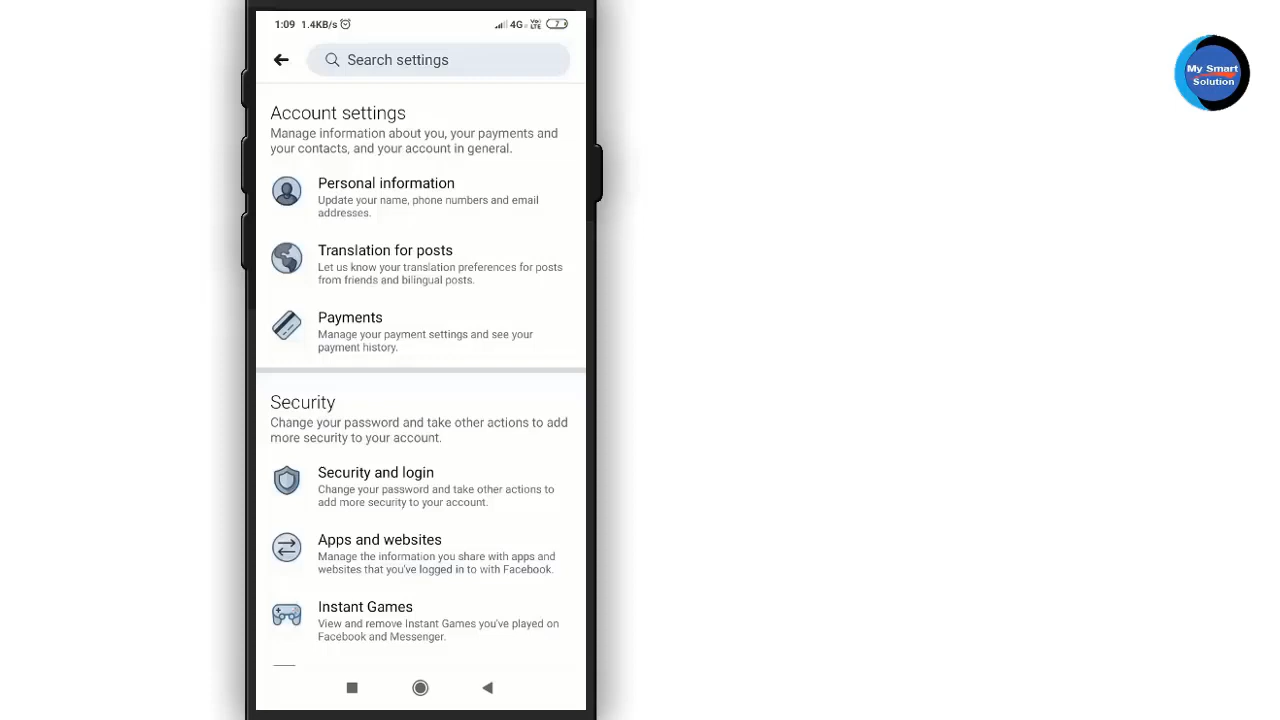 1:09 1.4KB/s
4G Vo LTE 7
Search settings
My Smart
Solution
Account settings
Manage information about you, your payments and
your contacts, and your account in general.
Personal information
Update your name, phone numbers and email
addresses.
Translation for posts
Let us know your translation preferences for posts
from friends and bilingual posts.
Payments
Manage your payment settings and see your
payment history.
Security
Change your password and take other actions to add
more security to your account.
Security and login
Change your password and take other actions to
add more security to your account.
Apps and websites
Manage the information you share with apps and
websites that you've logged in to with Facebook.
Instant Games
View and remove Instant Games you've played on
Facebook and Messenger.